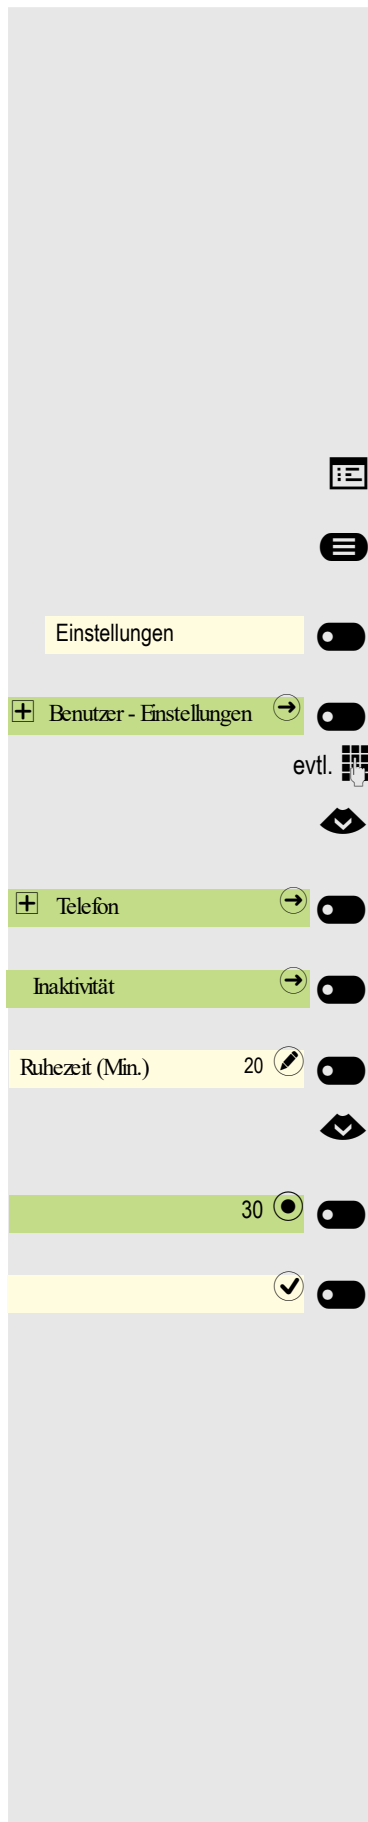 Einstellungen
Benutzer - Einstellungen
evtl.
Telefon
Inaktivität
Ruhezeit (Min.) 20
30